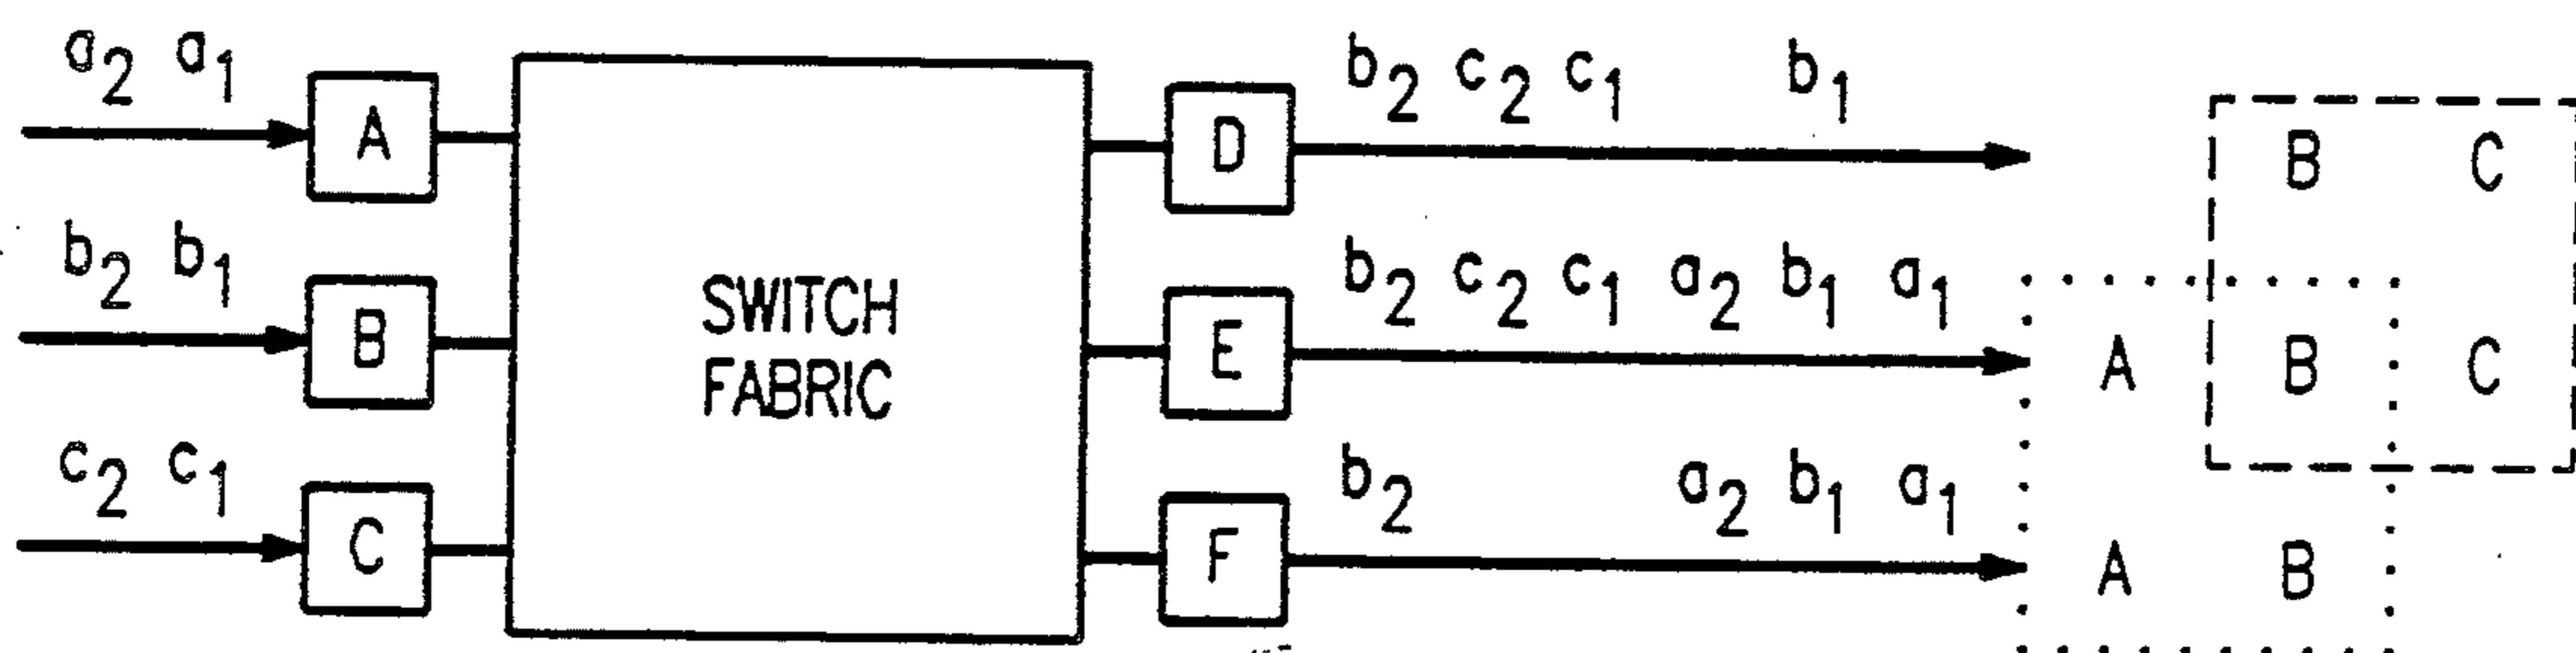 a2 a1 A D b2 c2 c1 b1 B C
b2 b1 B SWITCH FABRIC E b2 c2 c1 a2 b1 a1 A B C
c2 c1 C F b2 a2 b1 a1 A B